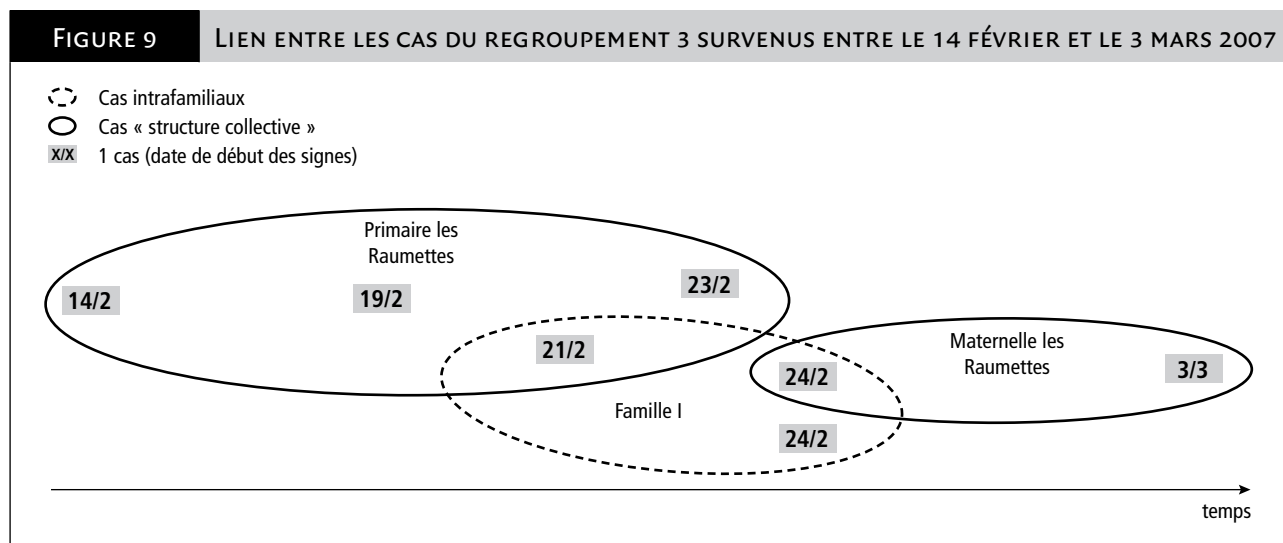 FIGURE 9 LIEN ENTRE LES CAS DU REGROUPEMENT 3 SURVENUS ENTRE LE 14 FÉVRIER ET LE 3 MARS 2007
Cas intrafamiliaux
Cas « structure collective »
X/X 1 cas (date de début des signes)
Primaire les
Raumettes
14/2
19/2
23/2
21/2
Famille I
24/2
24/2
Maternelle les
Raumettes
3/3
temps